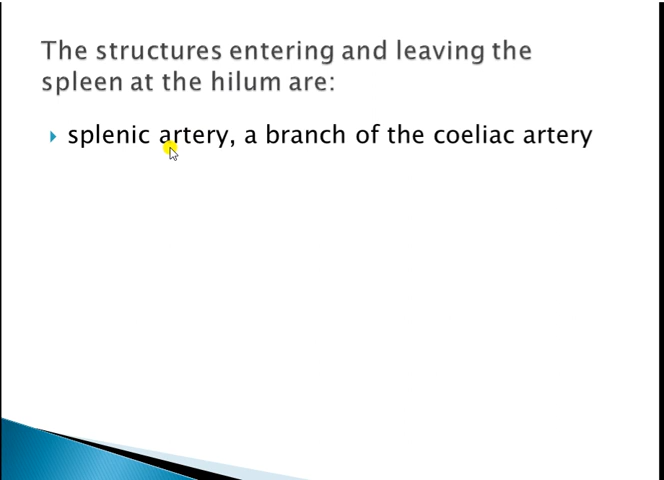 The structures entering and leaving the
spleen at the hilum are:
splenic artery, a branch of the coeliac artery